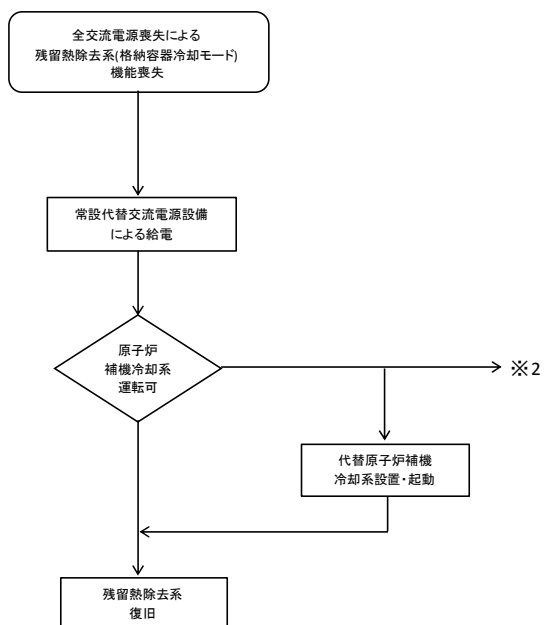 全交流電源喪失による
残留熱除去系(格納容器冷却モード)
機能喪失
常設代替交流電源設備
による給電
原子炉
補機冷却系
運転可
※2
代替原子炉補機
冷却系設置・起動
残留熱除去系
復旧